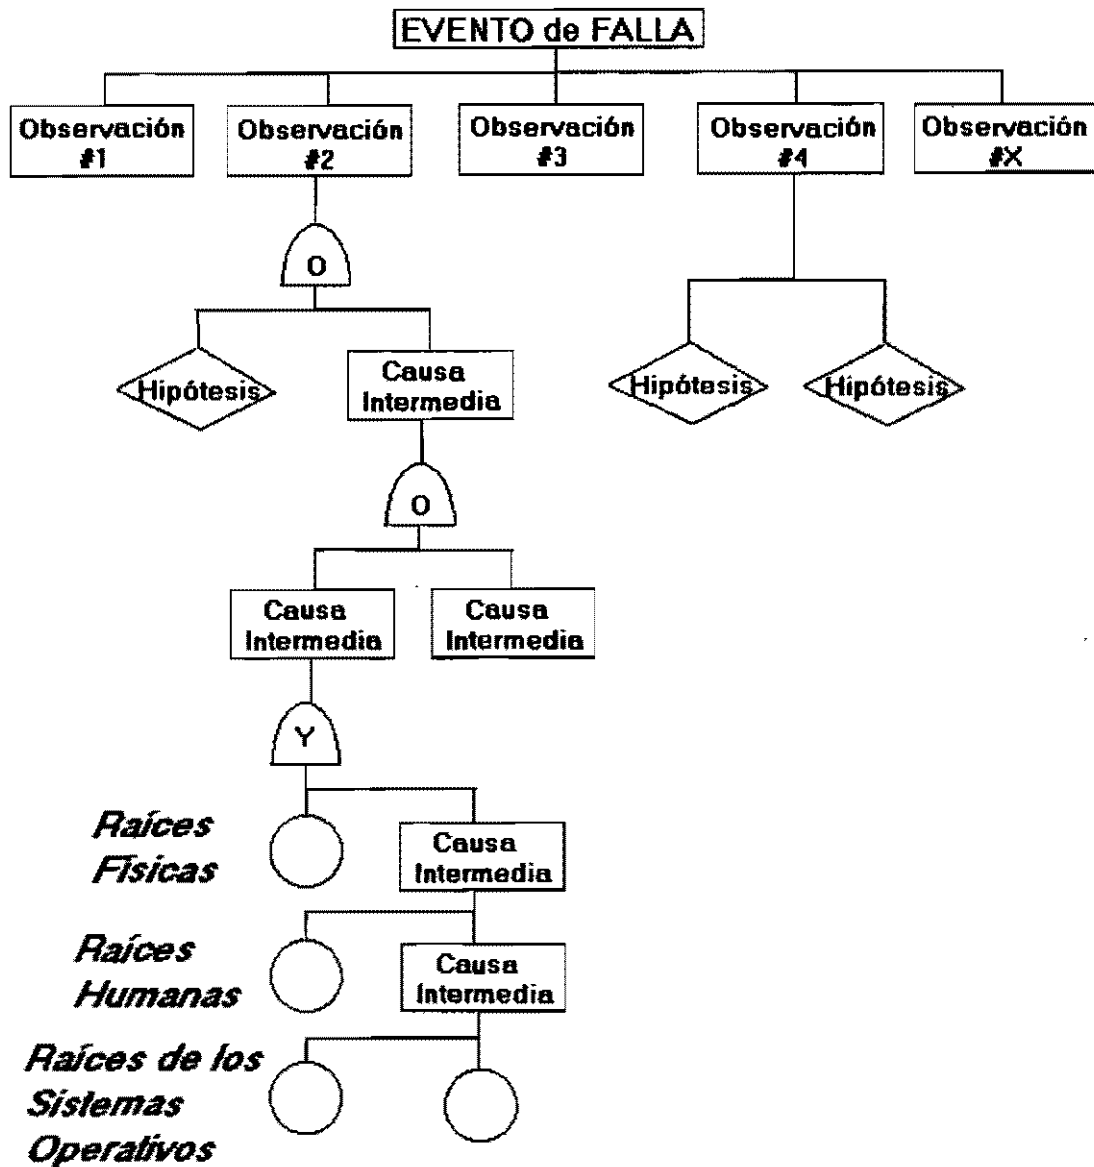 EVENTO de FALLA
Observación
#1
Observación
#2
Observación
#3
Observación
#4
Observación
#X
O
Hipótesis
Causa
Intermedia
Hipótesis
Hipótesis
O
Causa
Intermedia
Causa
Intermedia
Y
Raíces
Físicas
Causa
Intermedia
Raíces
Humanas
Causa
Intermedia
Raíces de los
Sistemas
Operativos